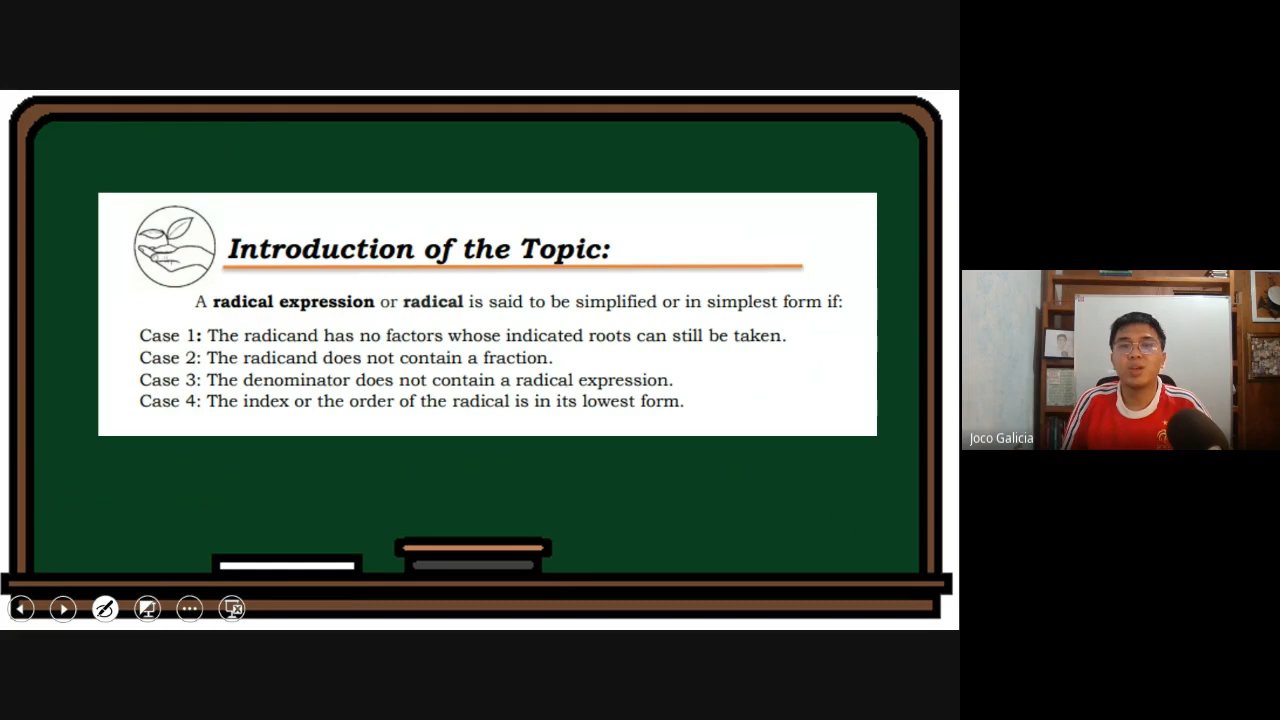 Introduction of the Topic:
A radical expression or radical is said to be simplified or in simplest form if:
Case 1: The radicand has no factors whose indicated roots can still be taken.
Case 2: The radicand does not contain a fraction.
Case 3: The denominator does not contain a radical expression.
Case 4: The index or the order of the radical is in its lowest form.
Joco Galicia